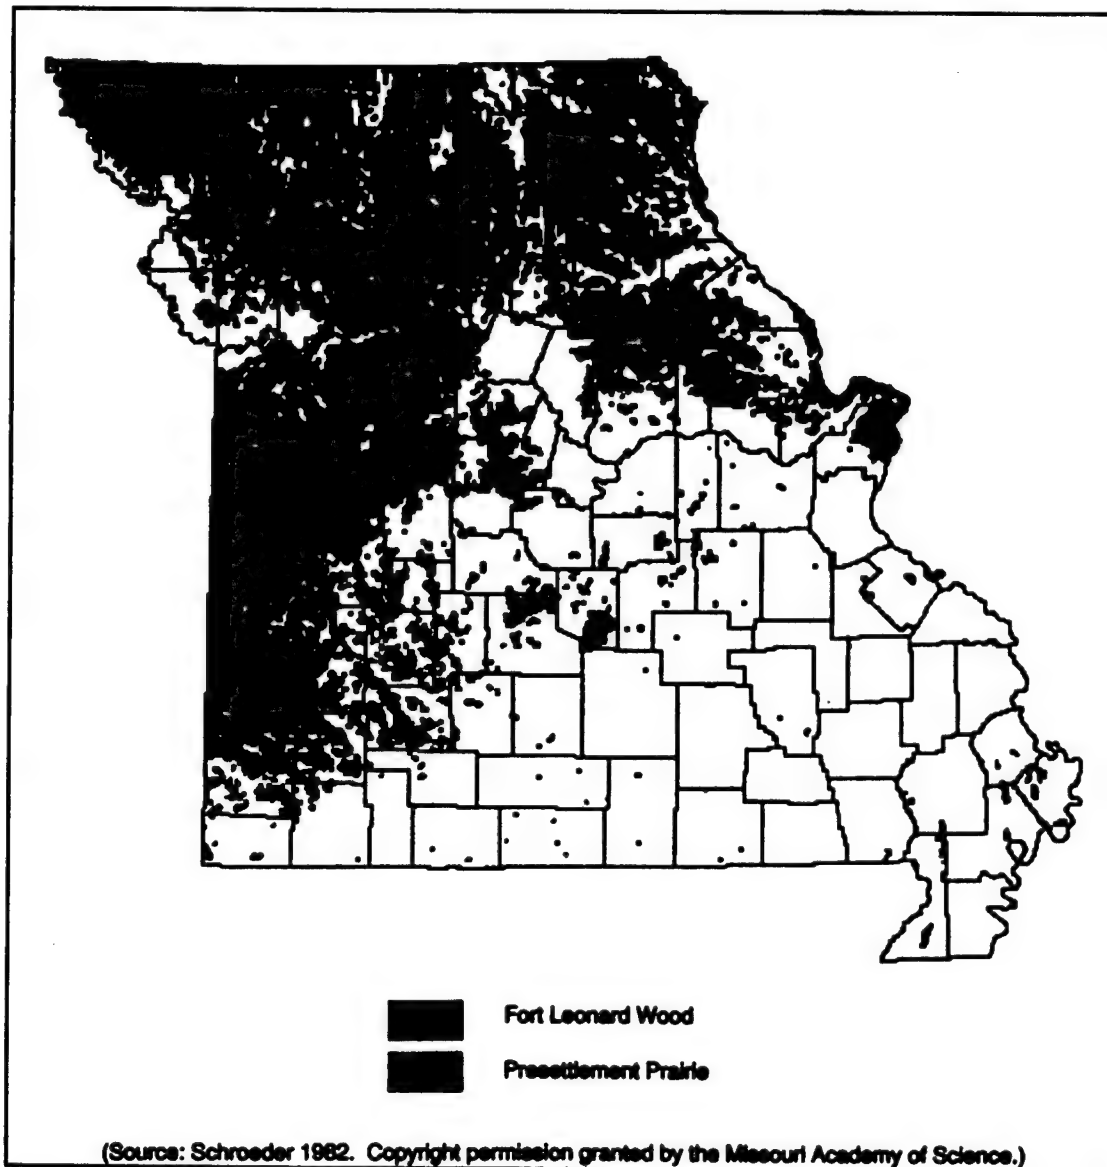 Fort Leonard Wood
Presettlement Prairie
(Source: Schroeder 1982. Copyright permission granted by the Missouri Academy of Science.)